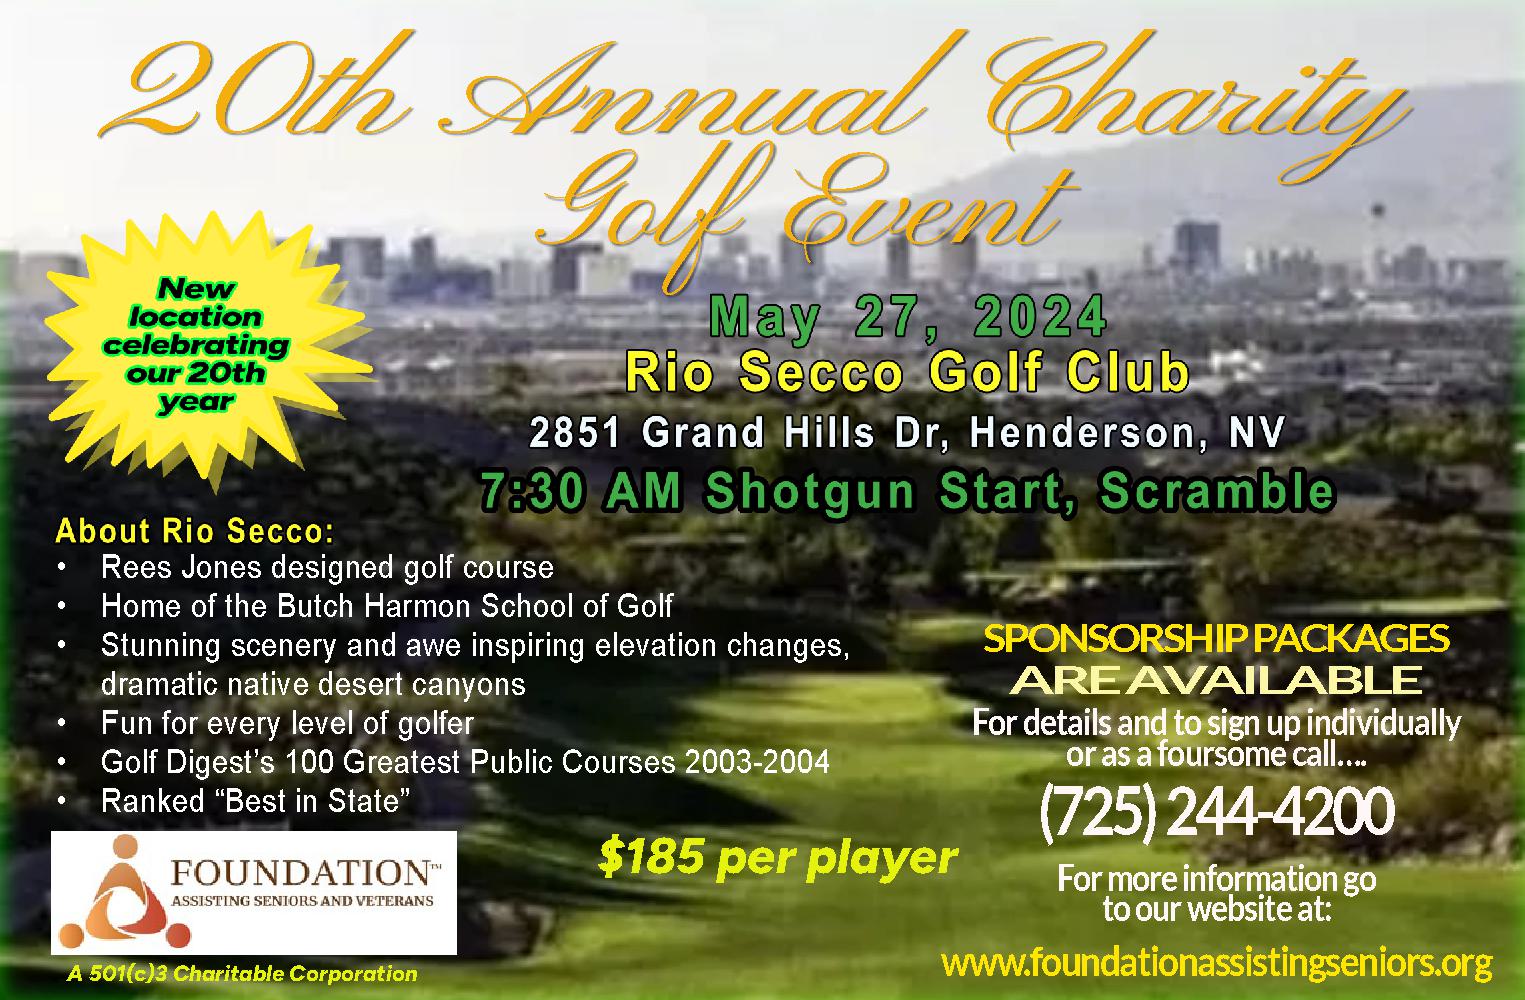 20th Annual Charity
Golf Event
New
location
celebrating
our 20th
year
May 27, 2024
Rio Secco Golf Club
2851 Grand Hills Dr, Henderson, NV
7:30 AM Shotgun Start, Scramble
About Rio Secco:
• Rees Jones designed golf course
• Home of the Butch Harmon School of Golf
• Stunning scenery and awe inspiring elevation changes,
dramatic native desert canyons
• Fun for every level of golfer
• Golf Digest’s 100 Greatest Public Courses 2003-2004
• Ranked “Best in State”
FOUNDATION™
ASSISTING SENIORS AND VETERANS
A 501(c)3 Charitable Corporation
$185 per player
SPONSORSHIP PACKAGES
ARE AVAILABLE
For details and to sign up individually
or as a foursome call....
(725) 244-4200
For more information go
to our website at:
www.foundationassistingseniors.org